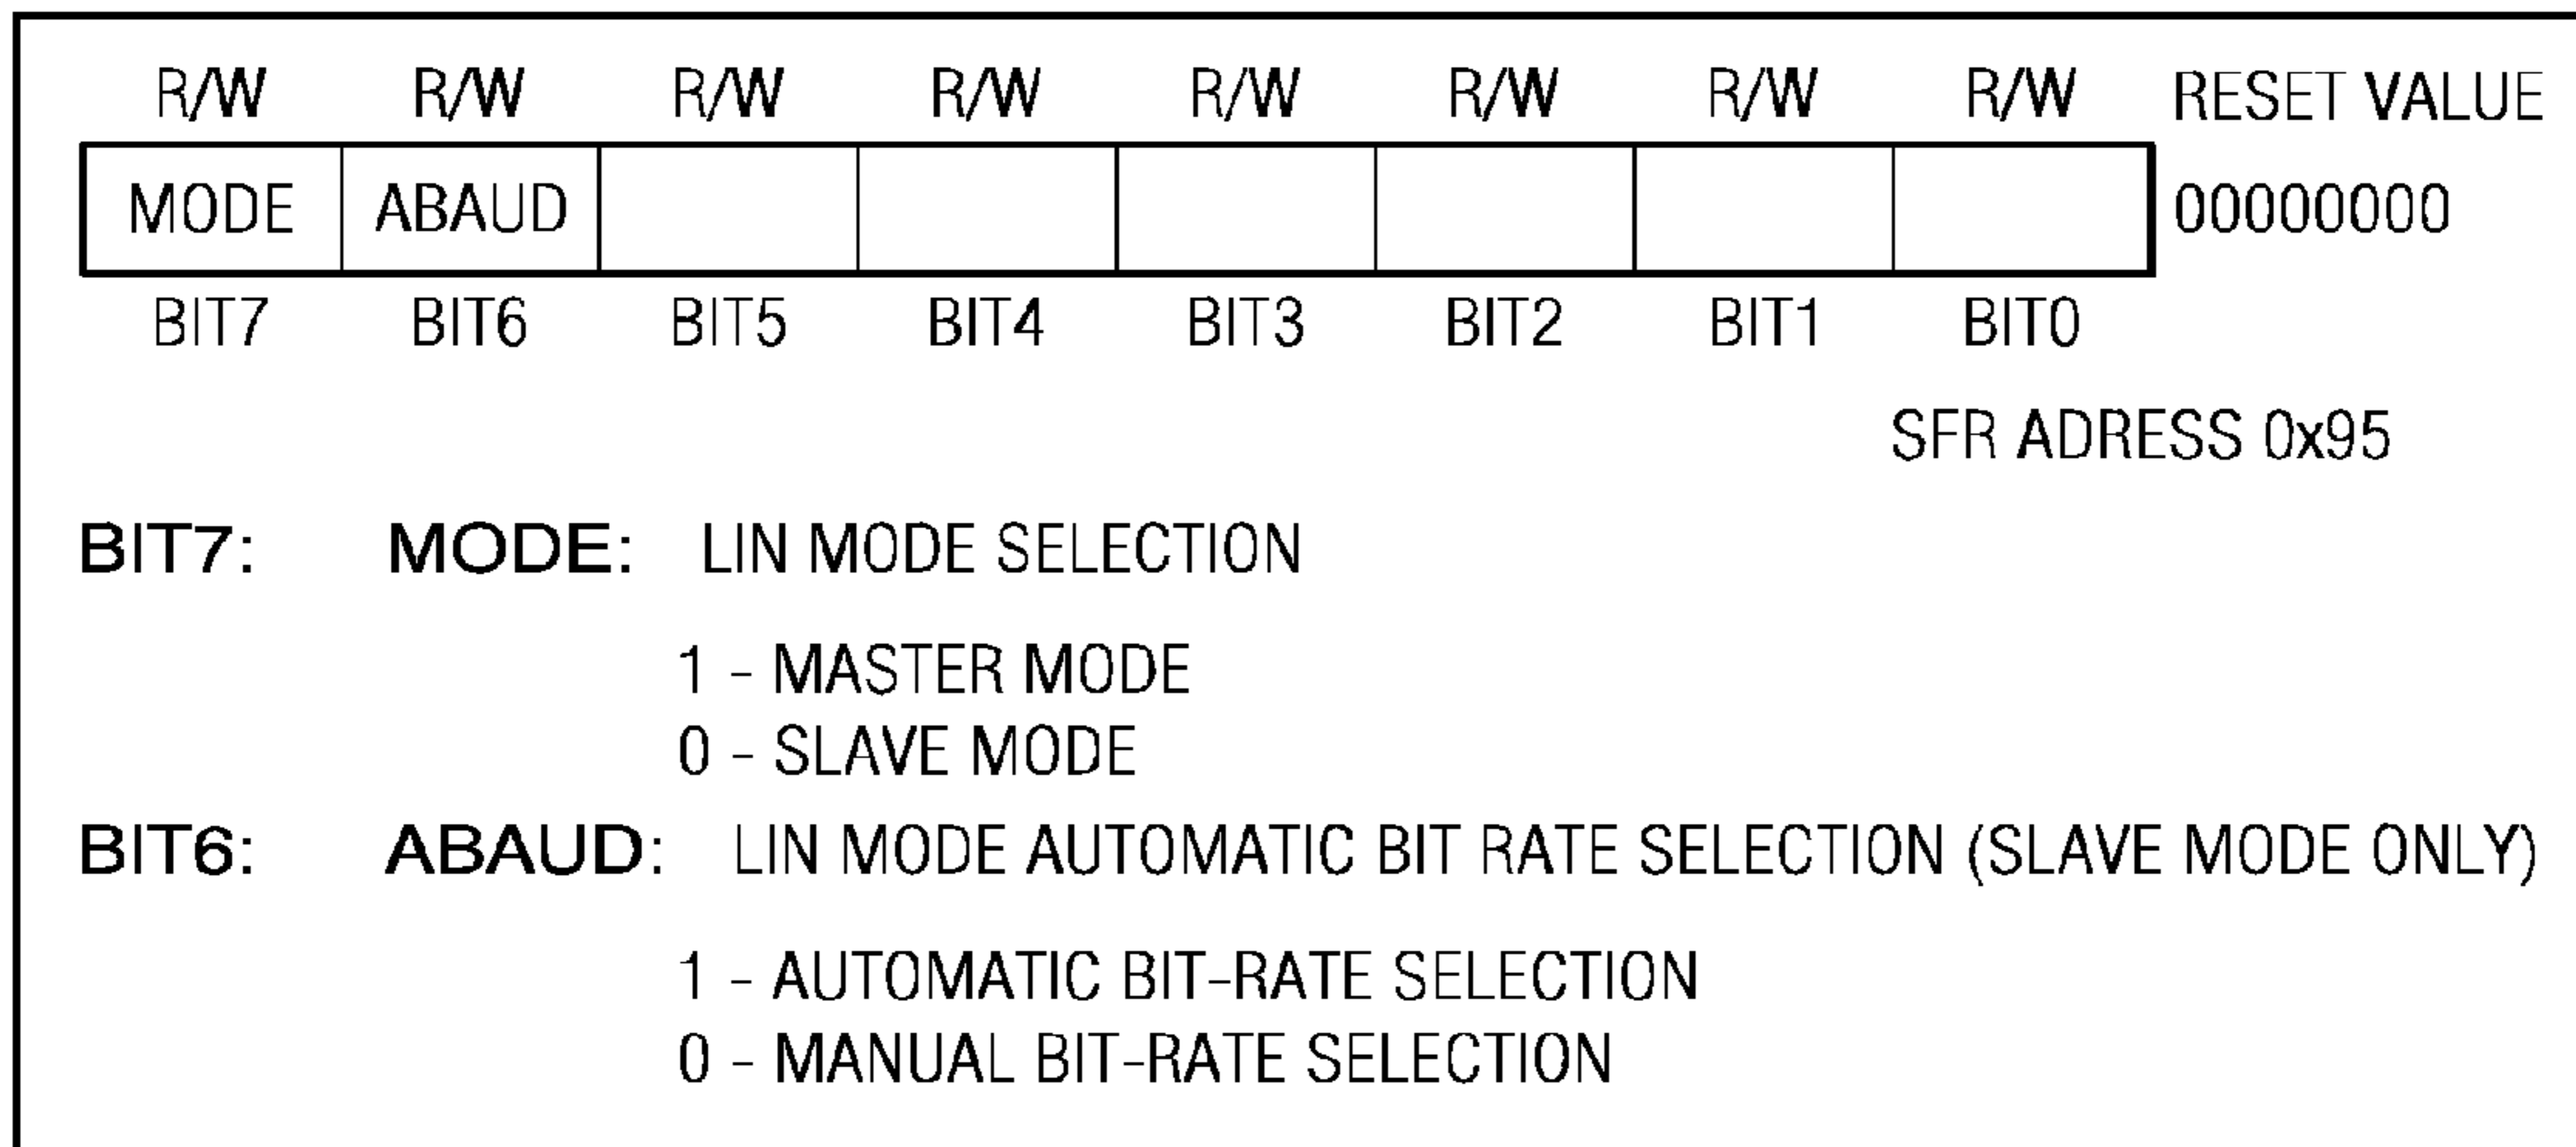 R/W R/W R/W R/W R/W R/W R/W R/W RESET VALUE
MODE ABAUD 00000000
BIT7 BIT6 BIT5 BIT4 BIT3 BIT2 BIT1 BIT0
SFR ADRESS 0x95
BIT7: MODE: LIN MODE SELECTION
1 - MASTER MODE
0 - SLAVE MODE
BIT6: ABAUD: LIN MODE AUTOMATIC BIT RATE SELECTION (SLAVE MODE ONLY)
1 - AUTOMATIC BIT-RATE SELECTION
0 - MANUAL BIT-RATE SELECTION